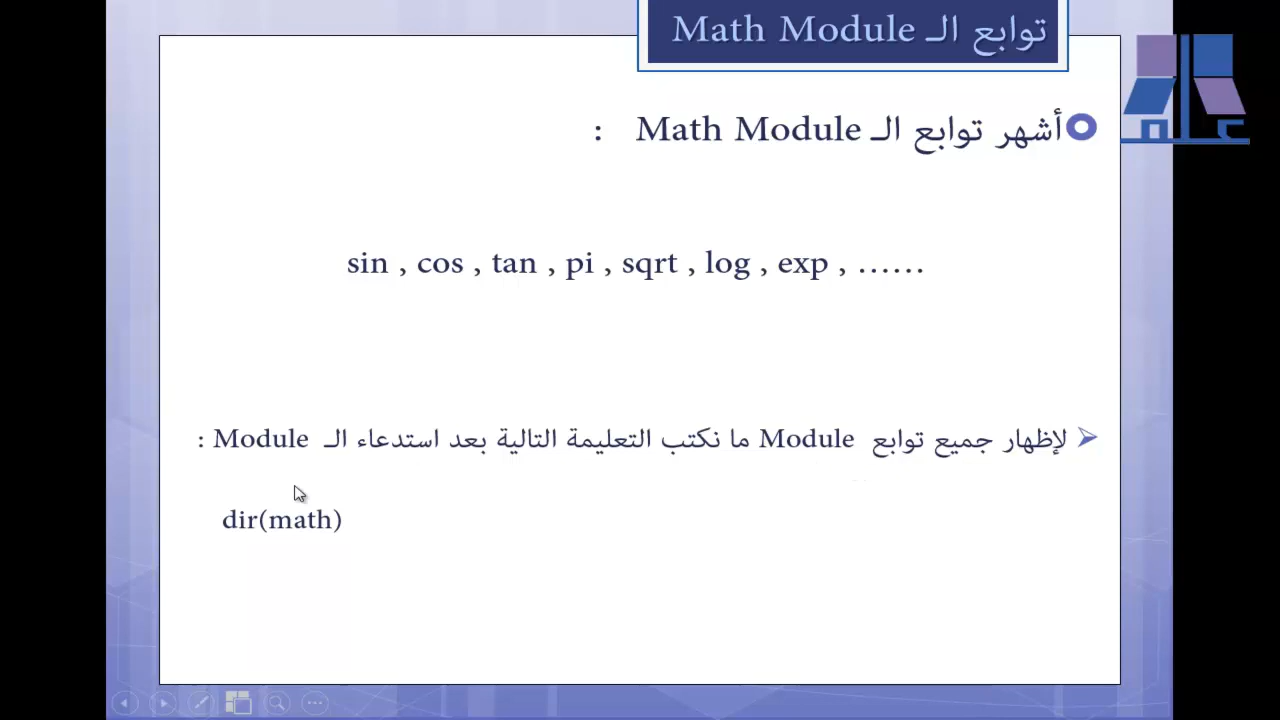 توابع الـ Math Module
علم
أشهر توابع الـ Math Module :
sin , cos , tan , pi , sqrt , log , exp , ......
لإظهار جميع توابع Module ما نكتب التعليمة التالية بعد استدعاء الـ Module :
dir(math)